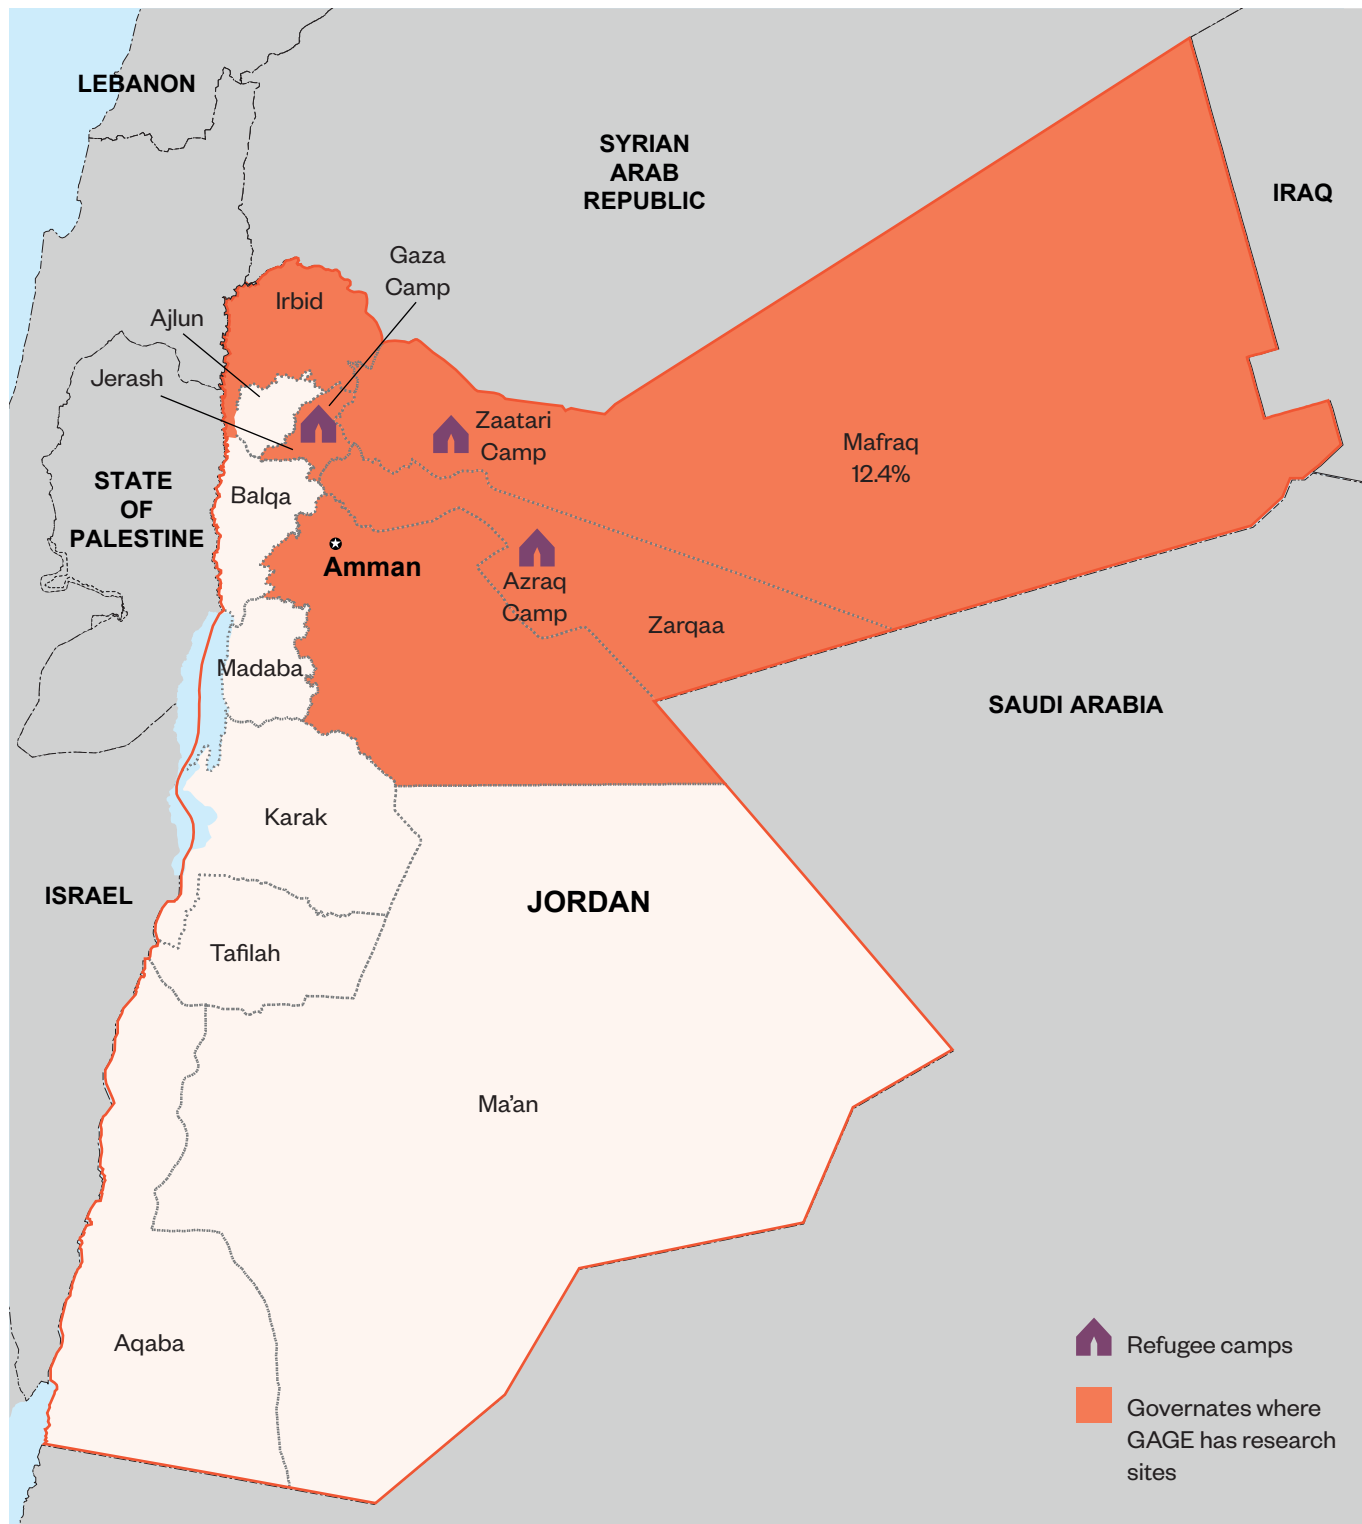 LEBANON
SYRIAN
ARAB
REPUBLIC
IRAQ
Gaza
Camp
Irbid
Ajlun
Jerash
Zaatari
Camp
Mafraq
12.4%
STATE
OF
PALESTINE
Balqa
Amman
Azraq
Camp
Zarqaa
Madaba
SAUDI ARABIA
Karak
ISRAEL
JORDAN
Tafilah
Ma’an
Aqaba
Refugee camps
Governates where
GAGE has research
sites